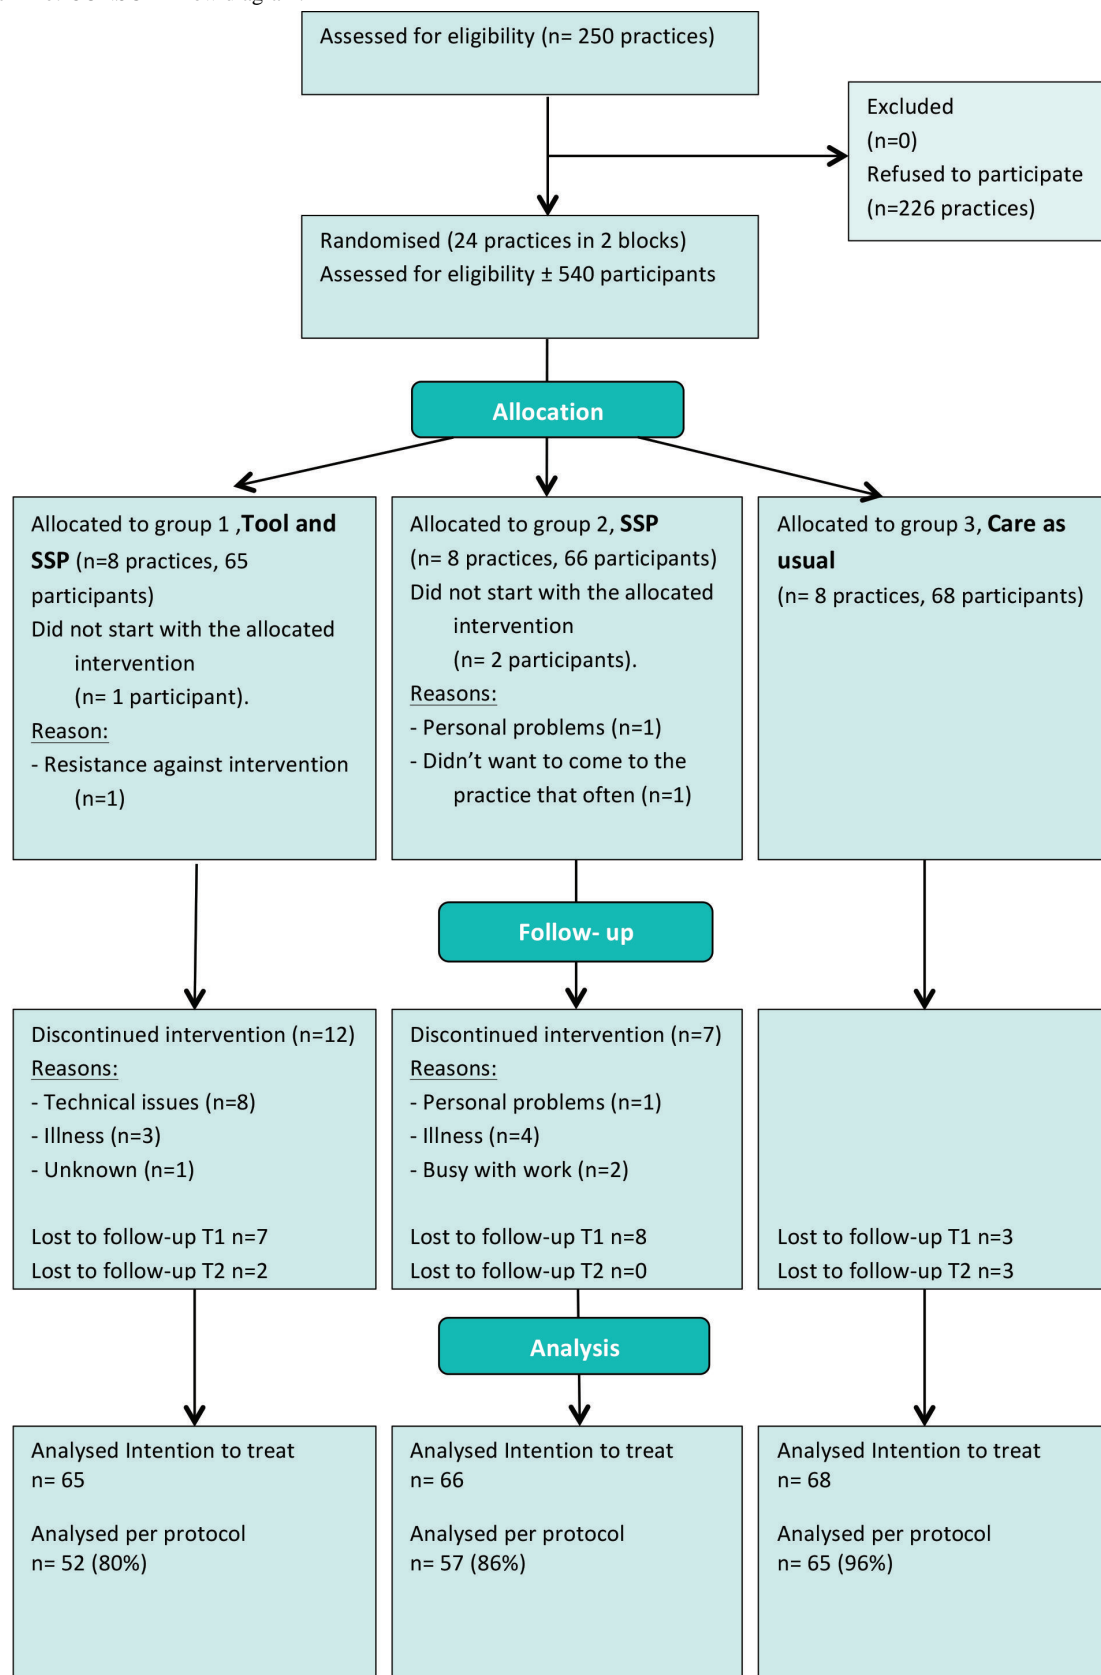 Assessed for eligibility (n= 250 practices)
Excluded
(n=0)
Refused to participate
(n=226 practices)
Randomised (24 practices in 2 blocks)
Assessed for eligibility ± 540 participants
Allocation
Allocated to group 1 ,Tool and
SSP (n=8 practices, 65
participants)
Did not start with the allocated
intervention
(n= 1 participant).
Reason:
- Resistance against intervention
(n=1)
Allocated to group 2, SSP
(n= 8 practices, 66 participants)
Did not start with the allocated
intervention
(n= 2 participants).
Reasons:
- Personal problems (n=1)
- Didn’t want to come to the
practice that often (n=1)
Allocated to group 3, Care as
usual
(n= 8 practices, 68 participants)
Follow- up
Discontinued intervention (n=12)
Reasons:
- Technical issues (n=8)
- Illness (n=3)
- Unknown (n=1)
Lost to follow-up T1 n=7
Lost to follow-up T2 n=2
Discontinued intervention (n=7)
Reasons:
- Personal problems (n=1)
- Illness (n=4)
- Busy with work (n=2)
Lost to follow-up T1 n=8
Lost to follow-up T2 n=0
Lost to follow-up T1 n=3
Lost to follow-up T2 n=3
Analysis
Analysed Intention to treat
n= 65
Analysed per protocol
n= 52 (80%)
Analysed Intention to treat
n= 66
Analysed per protocol
n= 57 (86%)
Analysed Intention to treat
n= 68
Analysed per protocol
n= 65 (96%)